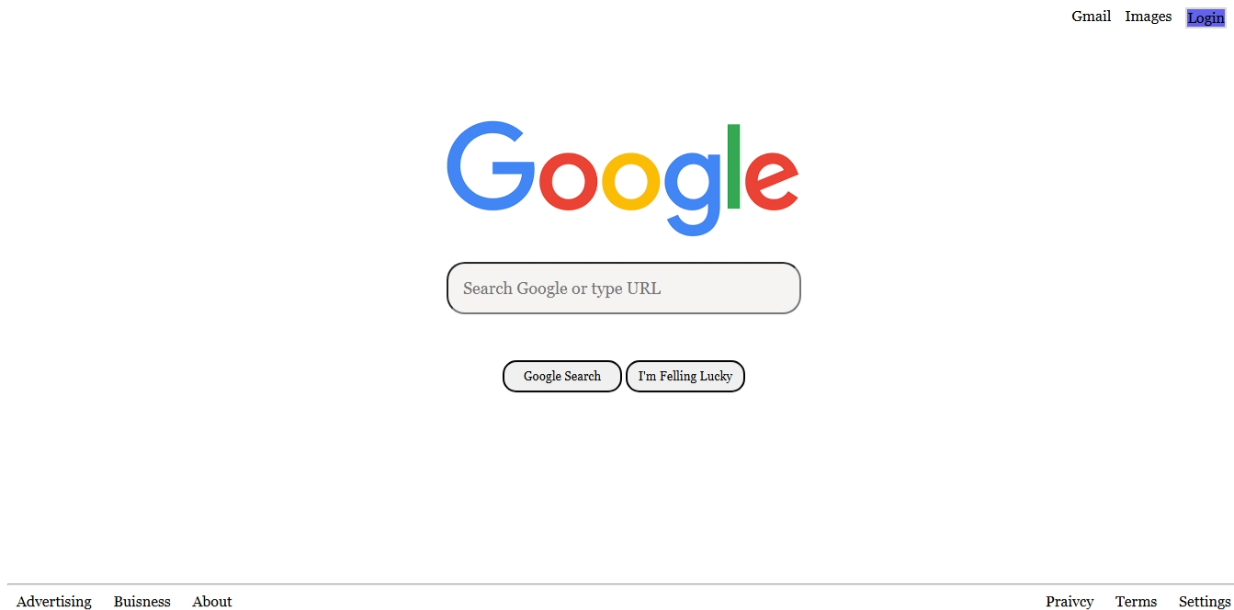 Gmail Images Login
Google
Search Google or type URL
Google Search I'm Felling Lucky
Advertising Buisness About Praivcy Terms Settings